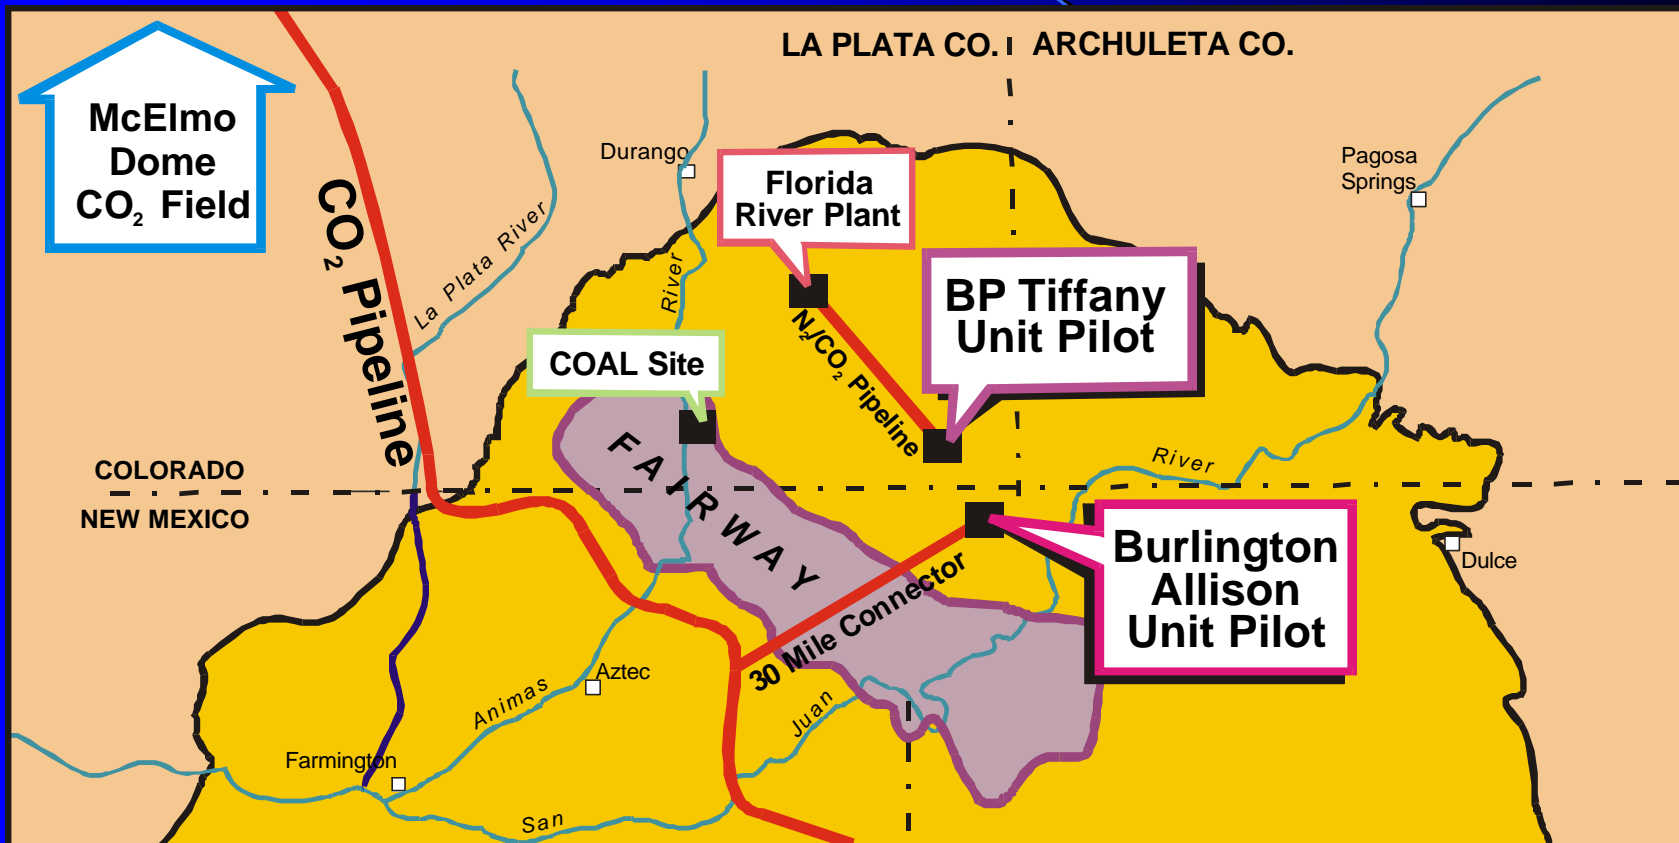 LA PLATA CO.
ARCHULETA CO.
McElmo
Dome
CO₂ Field
CO₂ Pipeline
La Plata River
Durango
River
Florida
River Plant
Pagosa
Springs
BP Tiffany
Unit Pilot
N₂/CO₂ Pipeline
COAL Site
FAIRWAY
COLORADO
NEW MEXICO
River
Burlington
Allison
Unit Pilot
Dulce
30 Mile Connector
Aztec
Animas
Juan
Farmington
San